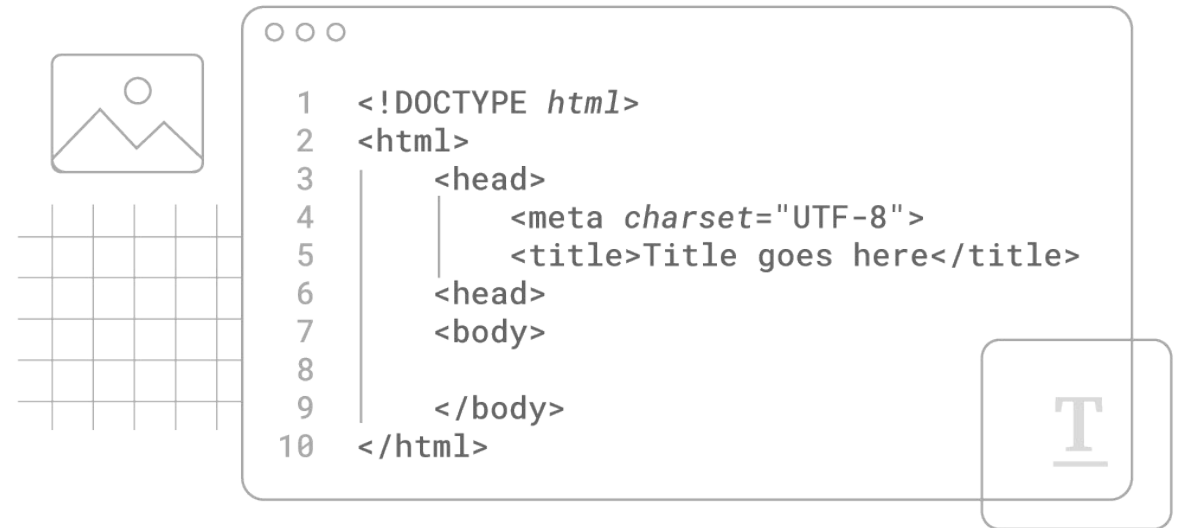 1 <!DOCTYPE html>
2 <html>
3 <head>
4 <meta charset="UTF-8">
5 <title>Title goes here</title>
6 <head>
7 <body>
8
9 </body>
10 </html>
T